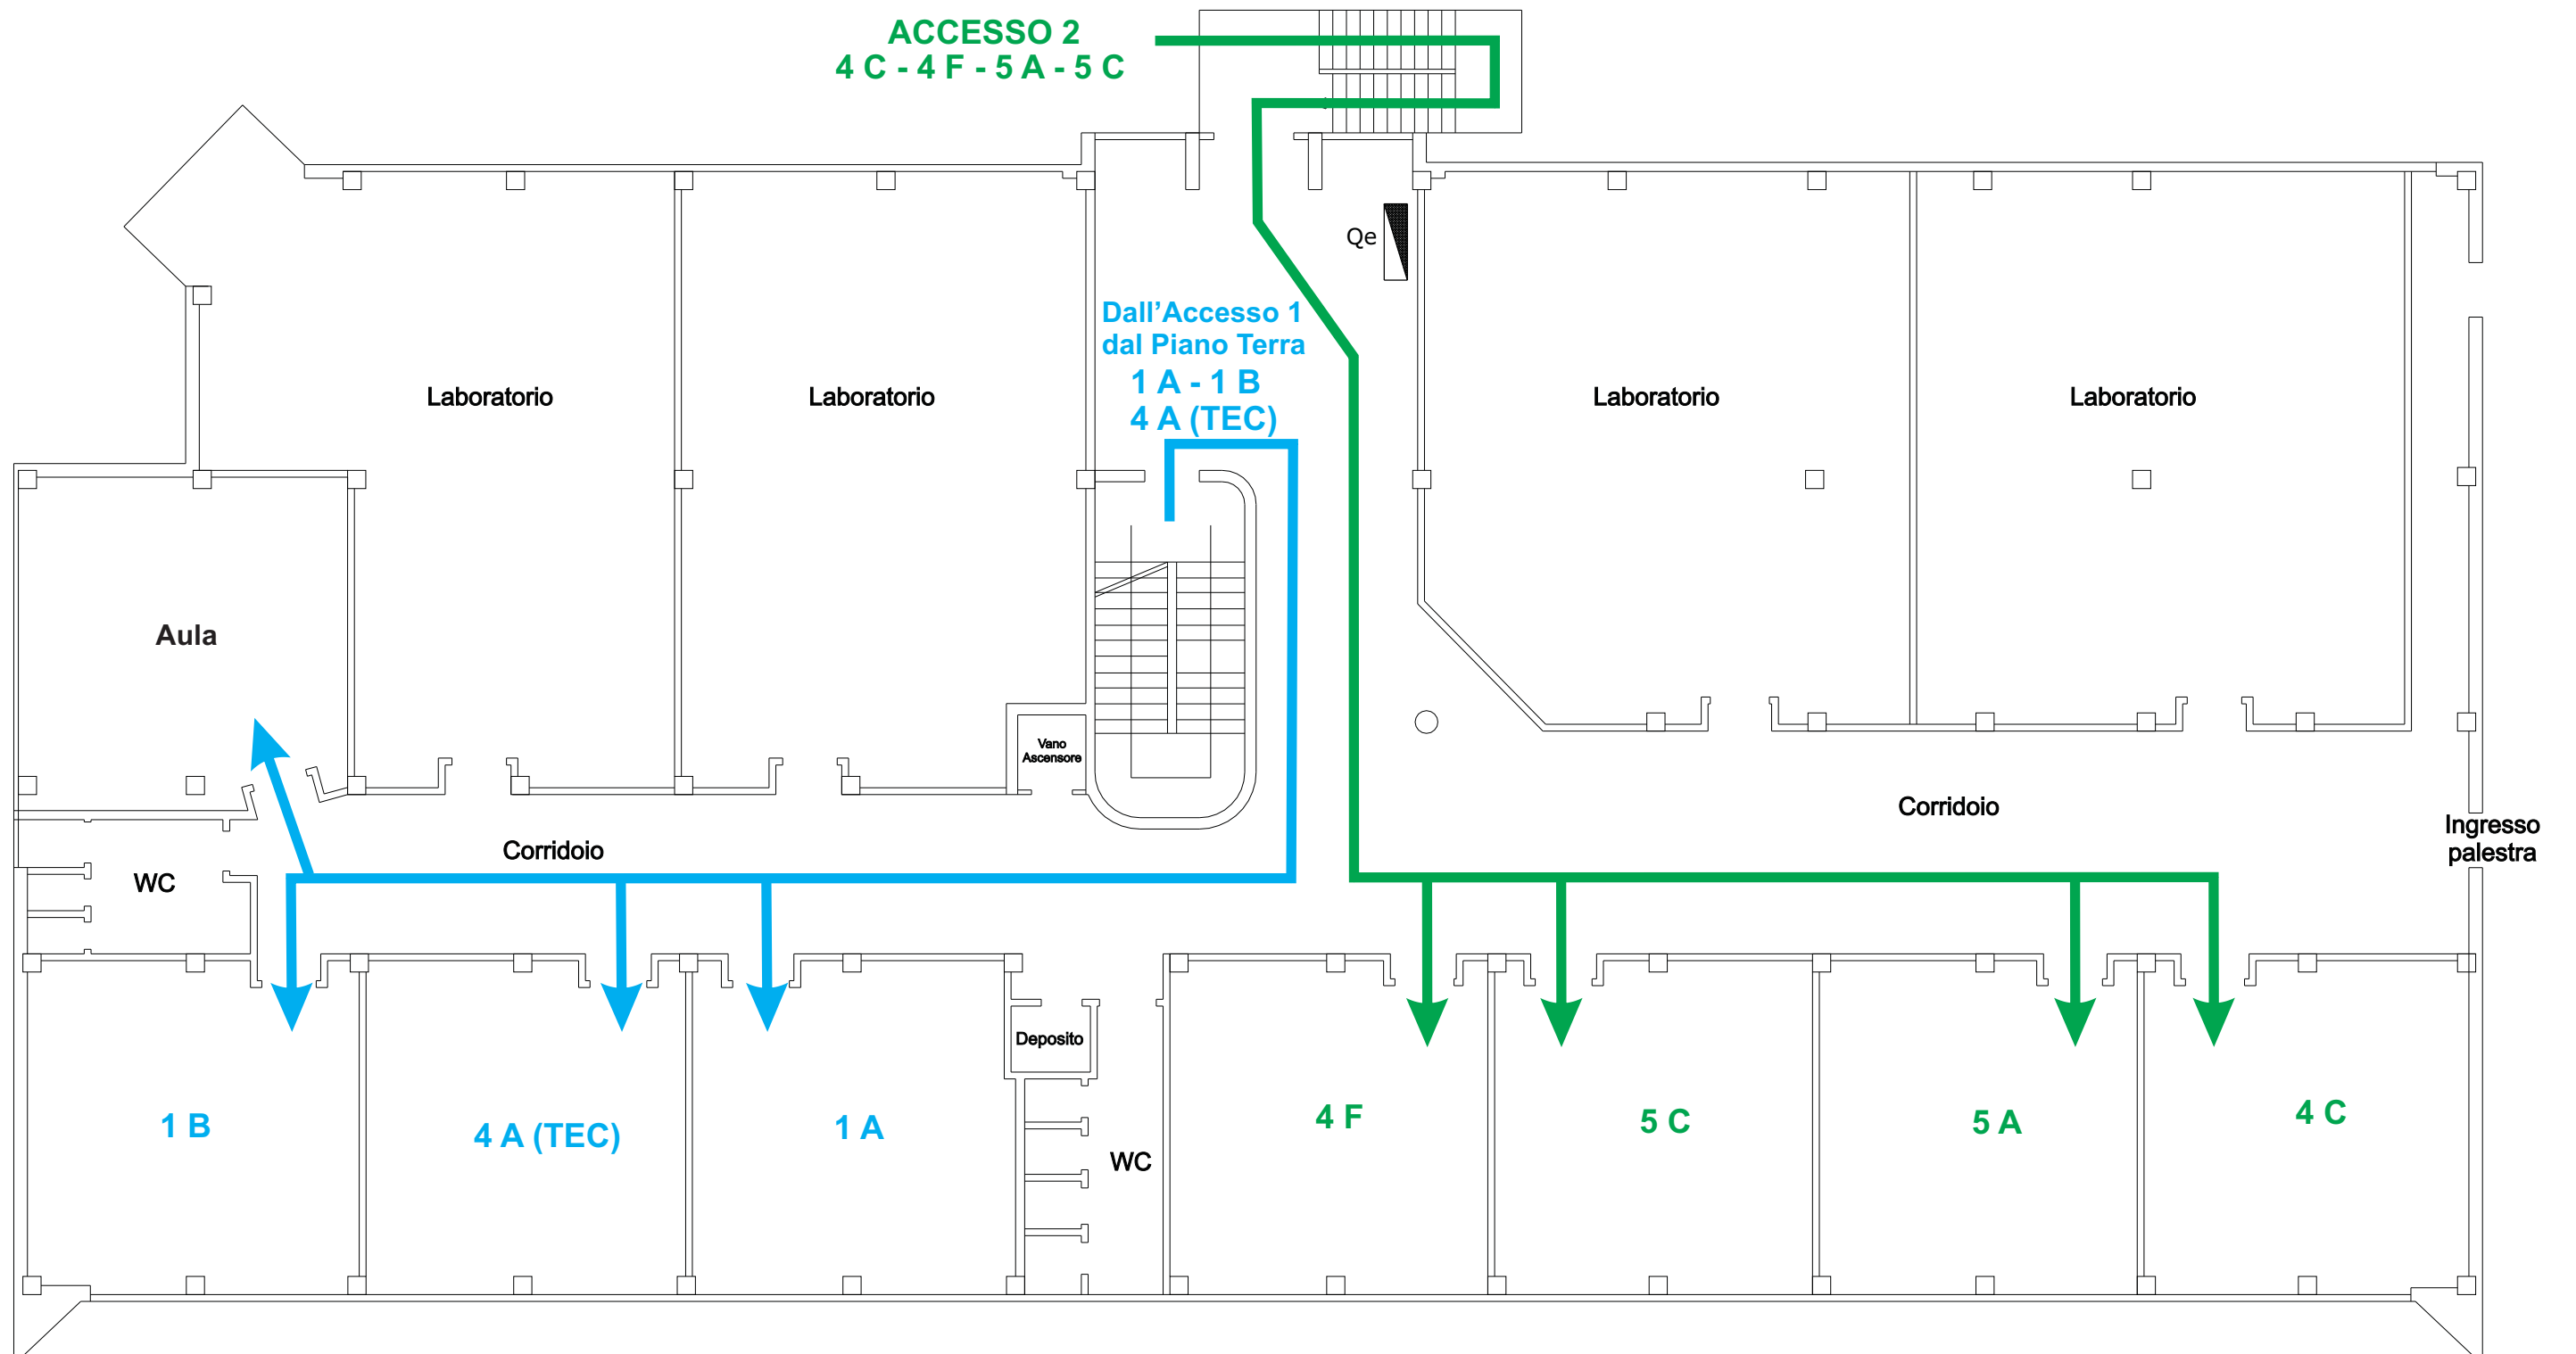 ACCESSO 2
4 C - 4 F - 5 A - 5 C
Qe
Dall’Accesso 1
dal Piano Terra
1 A - 1 B
4 A (TEC)
Laboratorio
Laboratorio
Laboratorio
Laboratorio
Aula
Vano
Ascensore
Corridoio
Corridoio
Ingresso
palestra
WC
Deposito
1 B
4 A (TEC)
1 A
WC
4 F
5 C
5 A
4 C